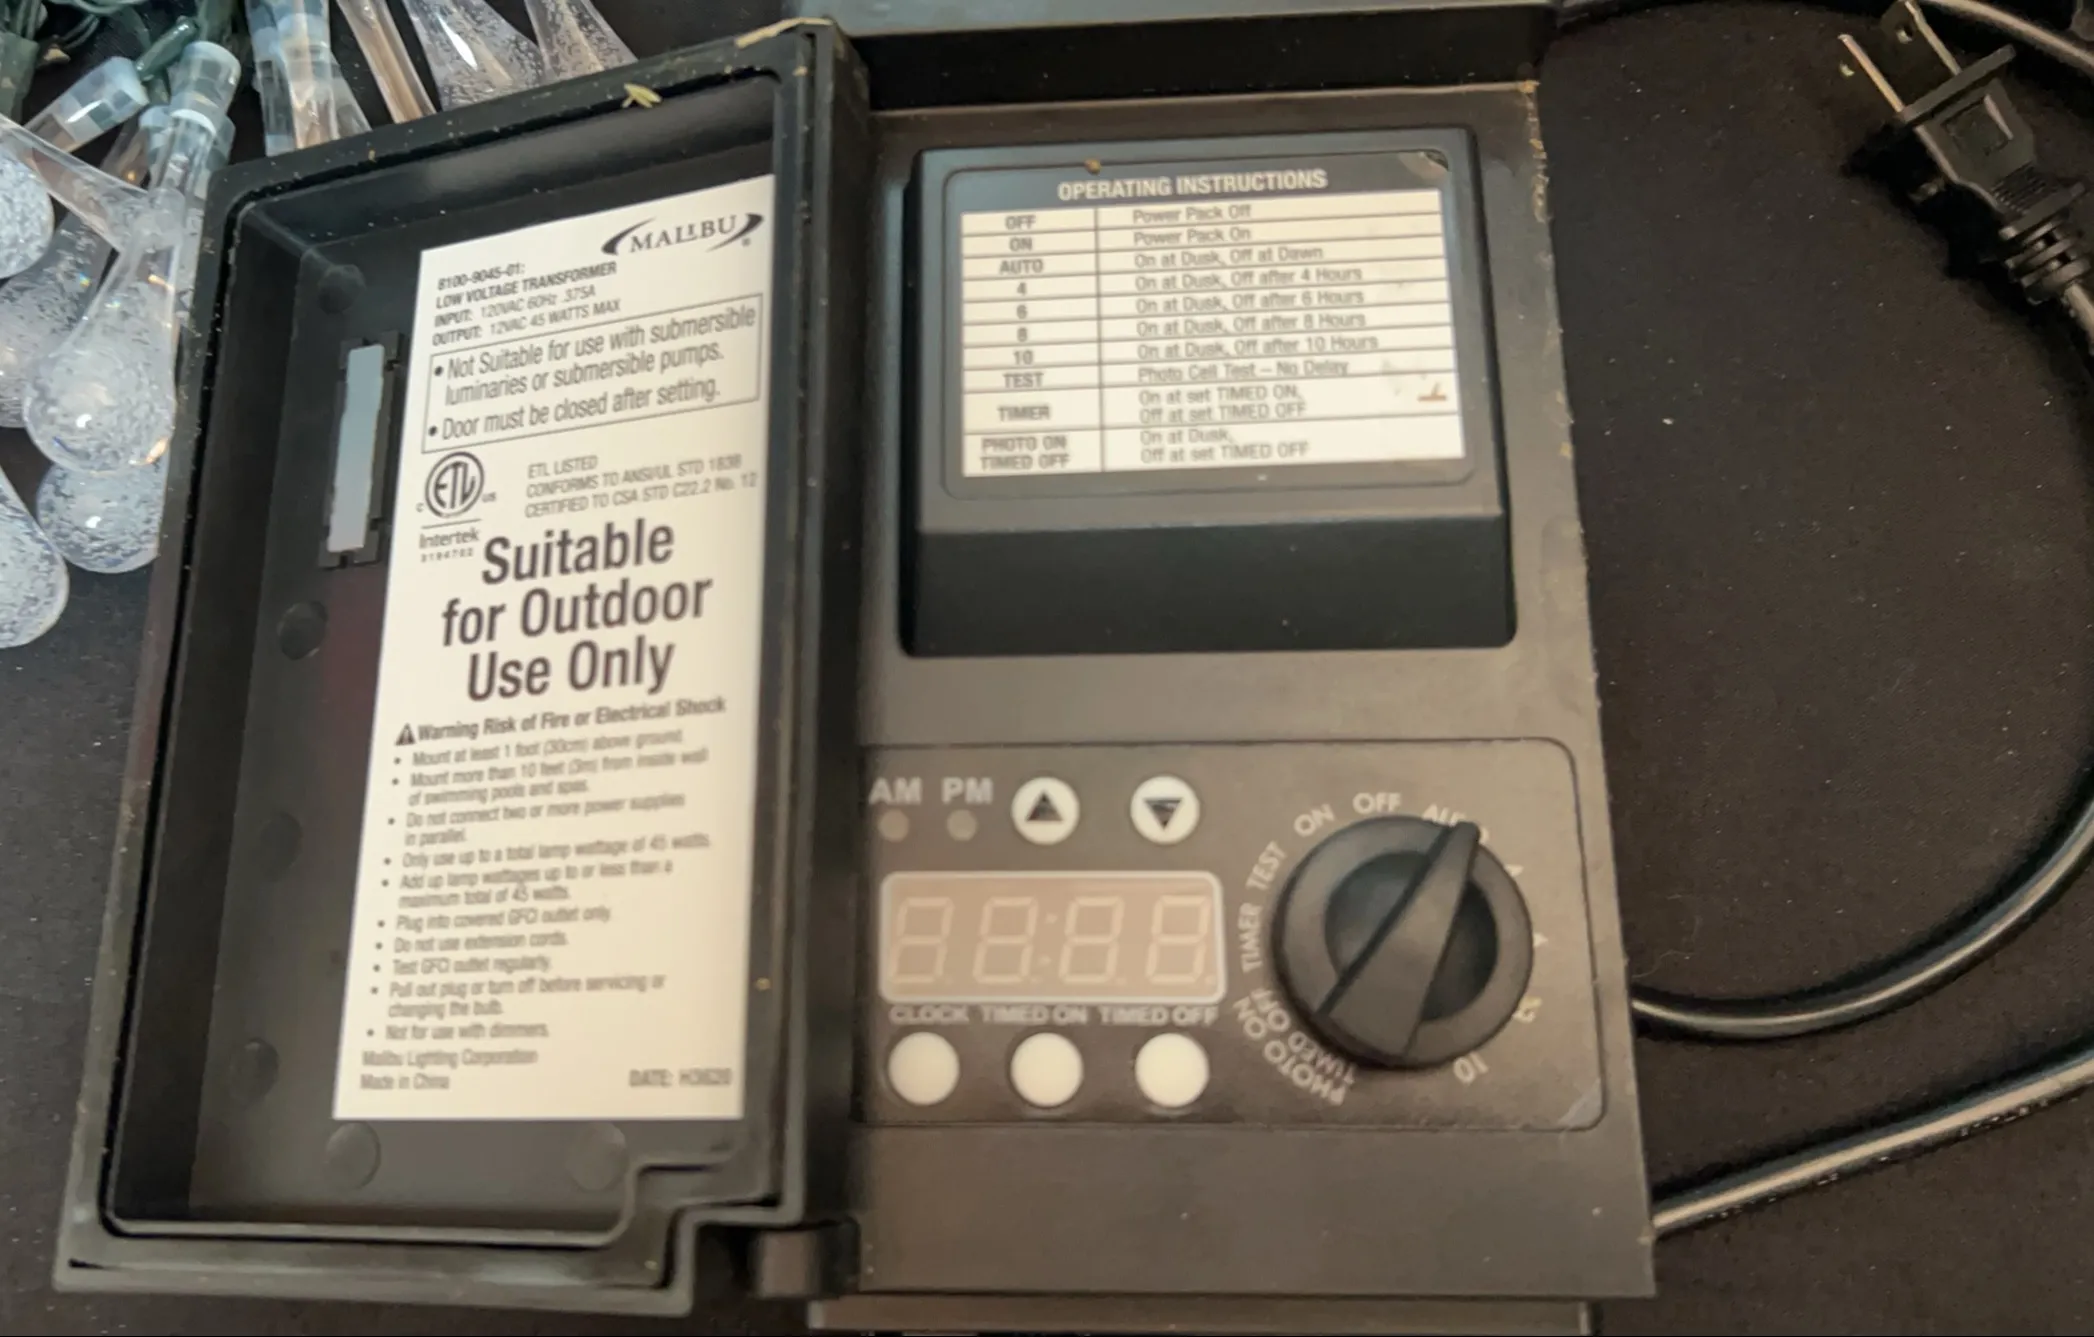 MALIBU ®
8100-9045-01:
LOW VOLTAGE TRANSFORMER
INPUT: 120VAC 60Hz .375A
OUTPUT: 12VAC 45 WATTS MAX
• Not Suitable for use with submersible
luminaries or submersible pumps.
• Door must be closed after setting.
C ETL US
Intertek
3194702
ETL LISTED
CONFORMS TO ANSI/UL STD 1838
CERTIFIED TO CSA STD C22.2 No. 12
Suitable
for Outdoor
Use Only
Warning Risk of Fire or Electrical Shock
• Mount at least 1 foot (30cm) above ground.
• Mount more than 10 feet (3m) from inside wall
of swimming pools and spas.
• Do not connect two or more power supplies
in parallel.
• Only use up to a total lamp wattage of 45 watts.
• Add up lamp wattages up to or less than a
maximum total of 45 watts.
• Plug into covered GFCI outlet only.
• Do not use extension cords.
• Test GFCI outlet regularly.
• Pull out plug or turn off before servicing or
changing the bulb.
• Not for use with dimmers.
Malibu Lighting Corporation
Made in China
DATE: H3620
OPERATING INSTRUCTIONS
OFF Power Pack Off
ON Power Pack On
AUTO On at Dusk, Off at Dawn
4 On at Dusk, Off after 4 Hours
6 On at Dusk, Off after 6 Hours
8 On at Dusk, Off after 8 Hours
10 On at Dusk, Off after 10 Hours
TEST Photo Cell Test – No Delay
TIMER On at set TIMED ON,
Off at set TIMED OFF
PHOTO ON On at Dusk,
TIMED OFF Off at set TIMED OFF
AM PM
CLOCK TIMED ON TIMED OFF
PHOTO ON
TIMED OFF
TIMER
TEST
ON
OFF
AUTO
10